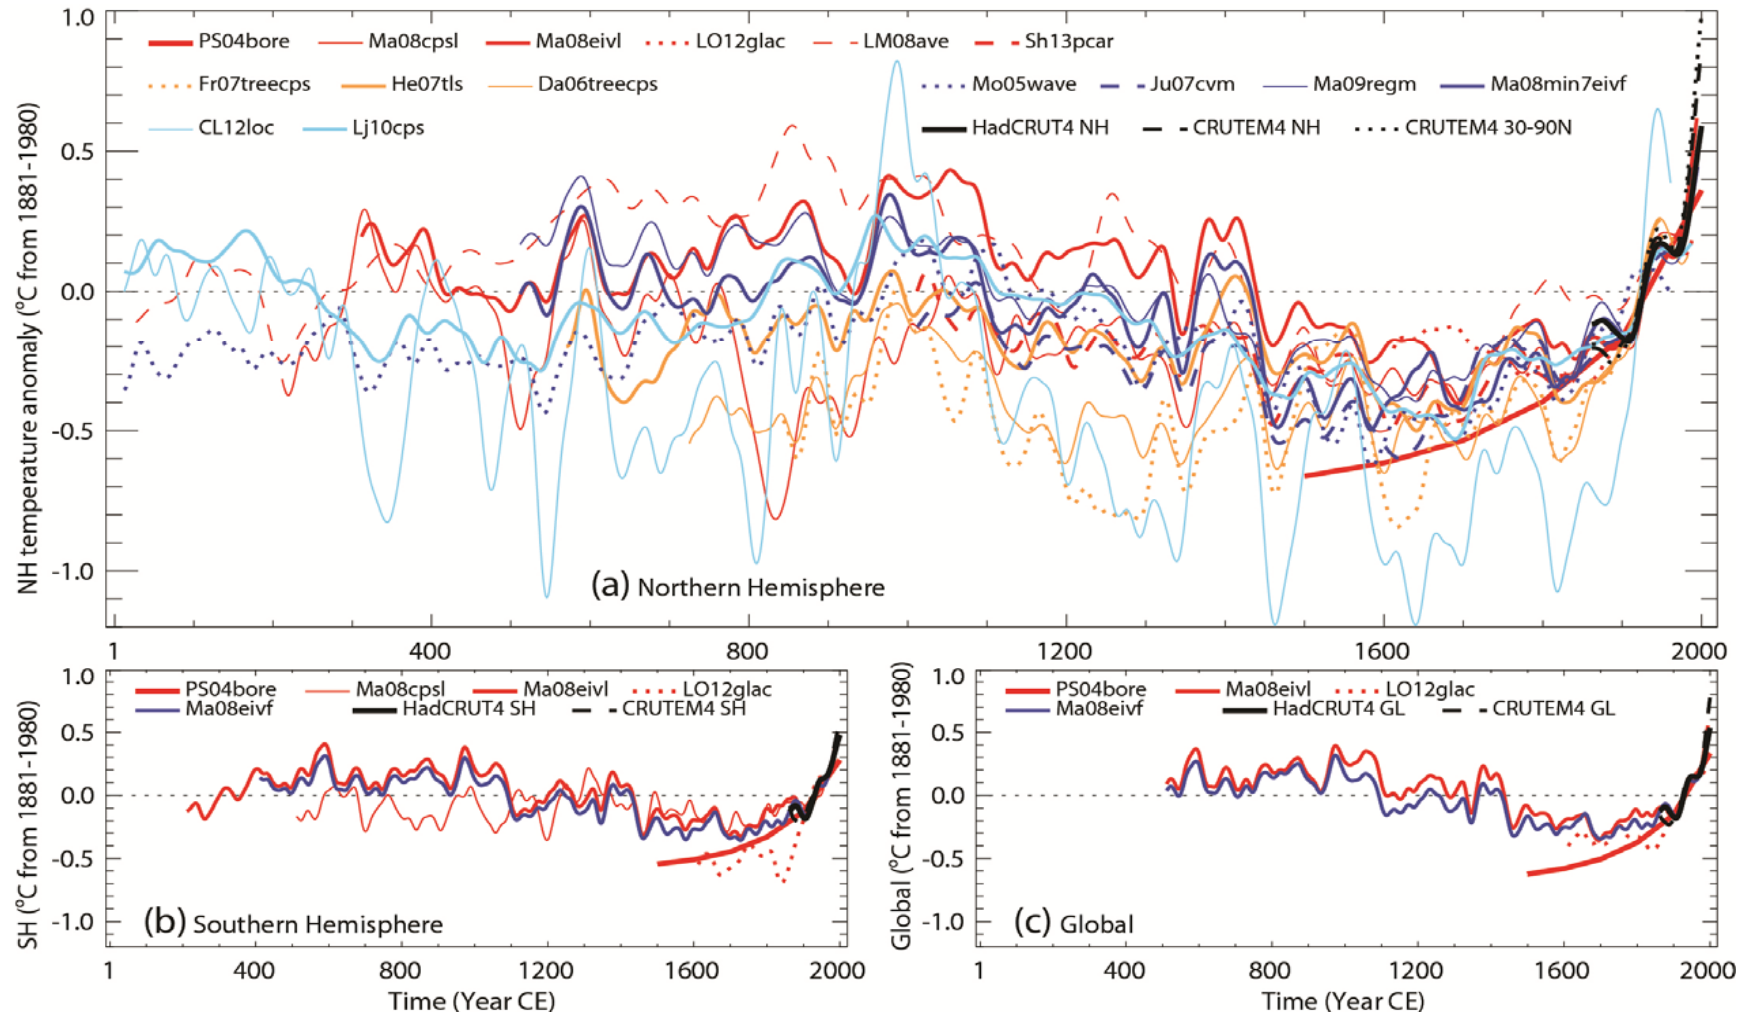 1.0
PS04bore Ma08cpsl Ma08eivl LO12glac LM08ave Sh13pcar
Fr07treecps He07tls Da06treecps Mo05wave Ju07cvm Ma09regm Ma08min7eivf
CL12loc Lj10cps HadCRUT4 NH CRUTEM4 NH CRUTEM4 30-90N
0.5
0.0
-0.5
-1.0
NH temperature anomaly (°C from 1881-1980)
(a) Northern Hemisphere
1 400 800 1200 1600 2000
1.0
PS04bore Ma08cpsl Ma08eivl LO12glac
Ma08eivf HadCRUT4 SH CRUTEM4 SH
0.5
0.0
-0.5
-1.0
SH (°C from 1881-1980)
(b) Southern Hemisphere
1 400 800 1200 1600 2000
Time (Year CE)
1.0
PS04bore Ma08eivl LO12glac
Ma08eivf HadCRUT4 GL CRUTEM4 GL
0.5
0.0
-0.5
-1.0
Global (°C from 1881-1980)
(c) Global
1 400 800 1200 1600 2000
Time (Year CE)